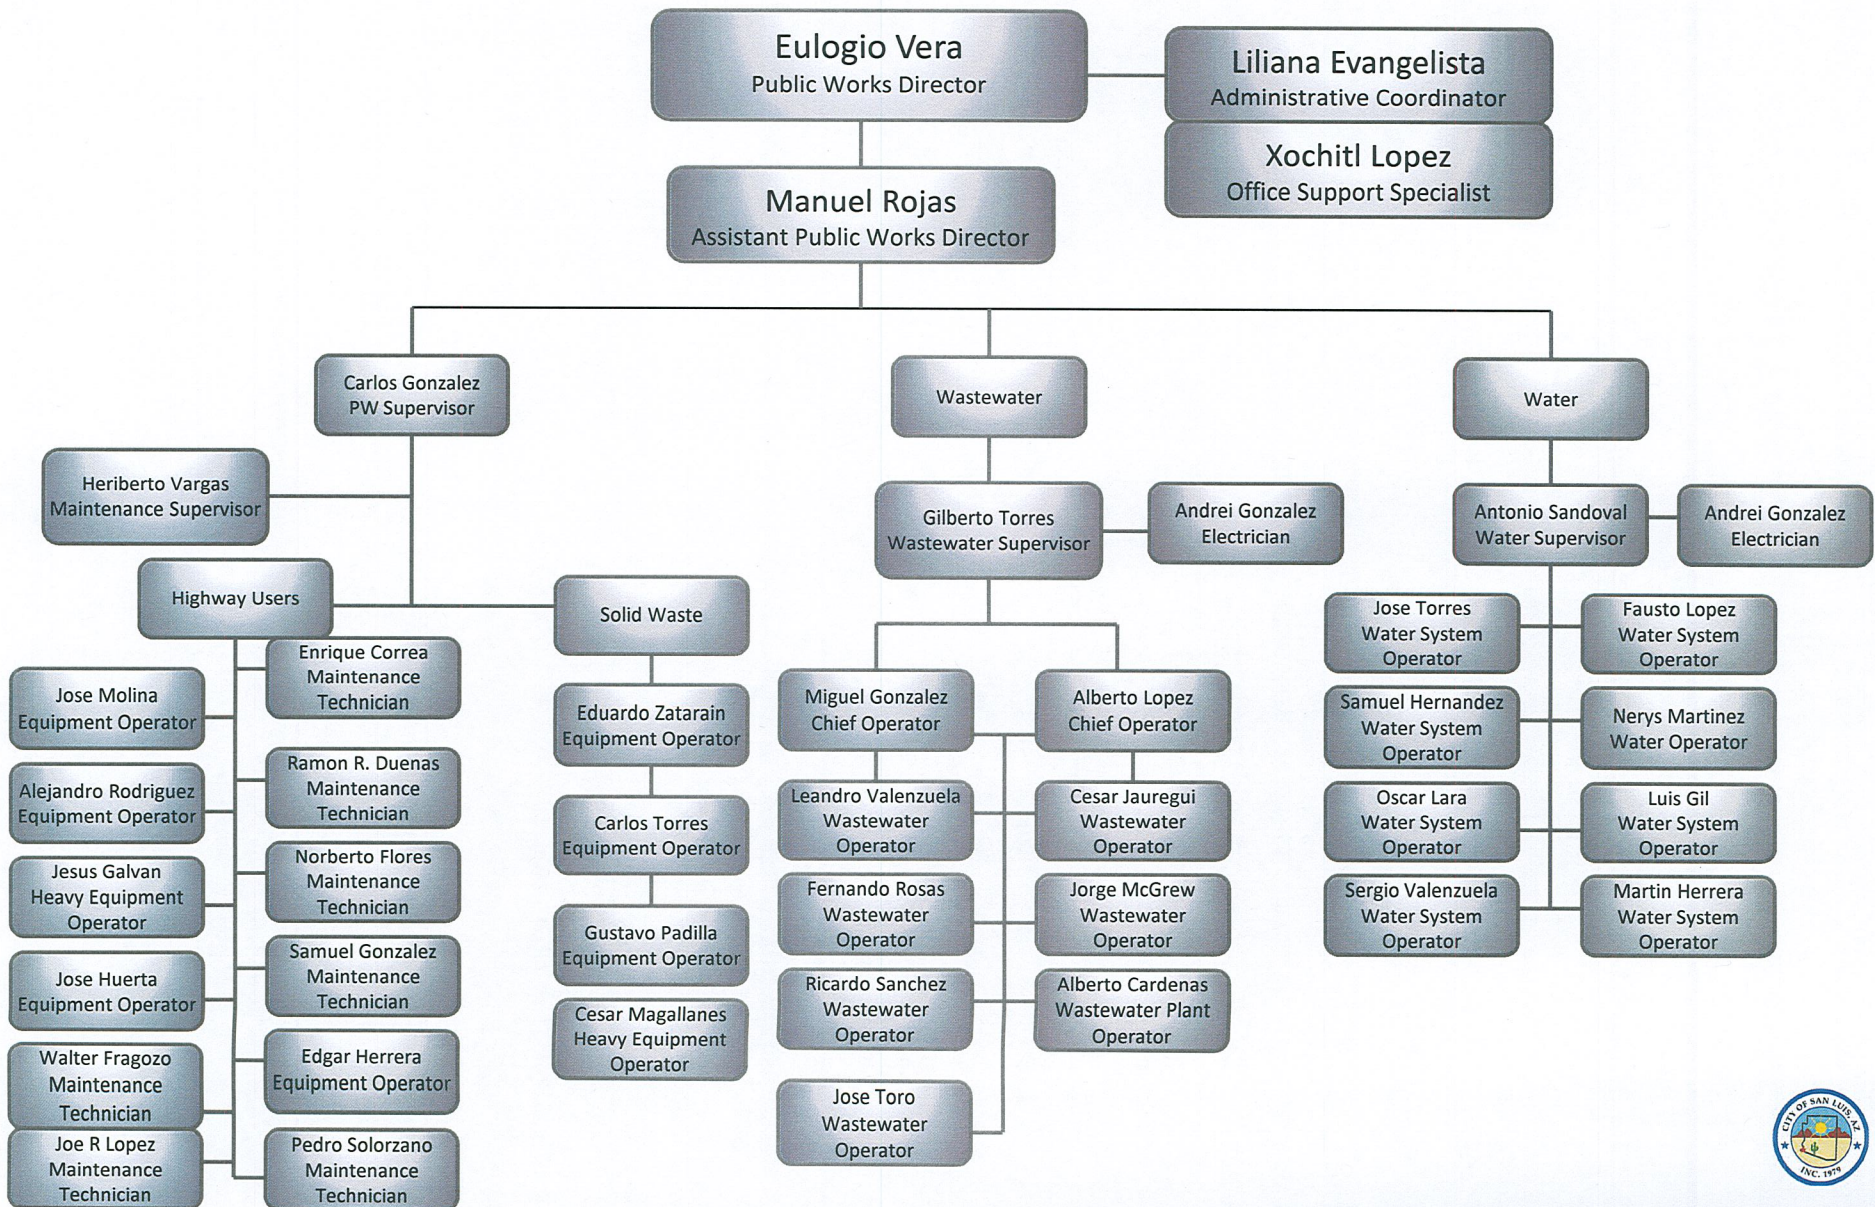 Eulogio Vera
Public Works Director
Liliana Evangelista
Administrative Coordinator
Xochitl Lopez
Office Support Specialist
Manuel Rojas
Assistant Public Works Director
Carlos Gonzalez
PW Supervisor
Heriberto Vargas
Maintenance Supervisor
Highway Users
Jose Molina
Equipment Operator
Alejandro Rodriguez
Equipment Operator
Jesus Galvan
Heavy Equipment
Operator
Jose Huerta
Equipment Operator
Walter Fragozo
Maintenance
Technician
Joe R Lopez
Maintenance
Technician
Enrique Correa
Maintenance
Technician
Ramon R. Duenas
Maintenance
Technician
Norberto Flores
Maintenance
Technician
Samuel Gonzalez
Maintenance
Technician
Edgar Herrera
Equipment Operator
Pedro Solorzano
Maintenance
Technician
Solid Waste
Eduardo Zatarain
Equipment Operator
Carlos Torres
Equipment Operator
Gustavo Padilla
Equipment Operator
Cesar Magallanes
Heavy Equipment
Operator
Wastewater
Gilberto Torres
Wastewater Supervisor
Andrei Gonzalez
Electrician
Miguel Gonzalez
Chief Operator
Leandro Valenzuela
Wastewater
Operator
Fernando Rosas
Wastewater
Operator
Ricardo Sanchez
Wastewater
Operator
Jose Toro
Wastewater
Operator
Alberto Lopez
Chief Operator
Cesar Jauregui
Wastewater
Operator
Jorge McGrew
Wastewater
Operator
Alberto Cardenas
Wastewater Plant
Operator
Water
Antonio Sandoval
Water Supervisor
Andrei Gonzalez
Electrician
Jose Torres
Water System
Operator
Samuel Hernandez
Water System
Operator
Oscar Lara
Water System
Operator
Sergio Valenzuela
Water System
Operator
Fausto Lopez
Water System
Operator
Nerys Martinez
Water Operator
Luis Gil
Water System
Operator
Martin Herrera
Water System
Operator
CITY OF SAN LUIS, AZ
INC. 1979